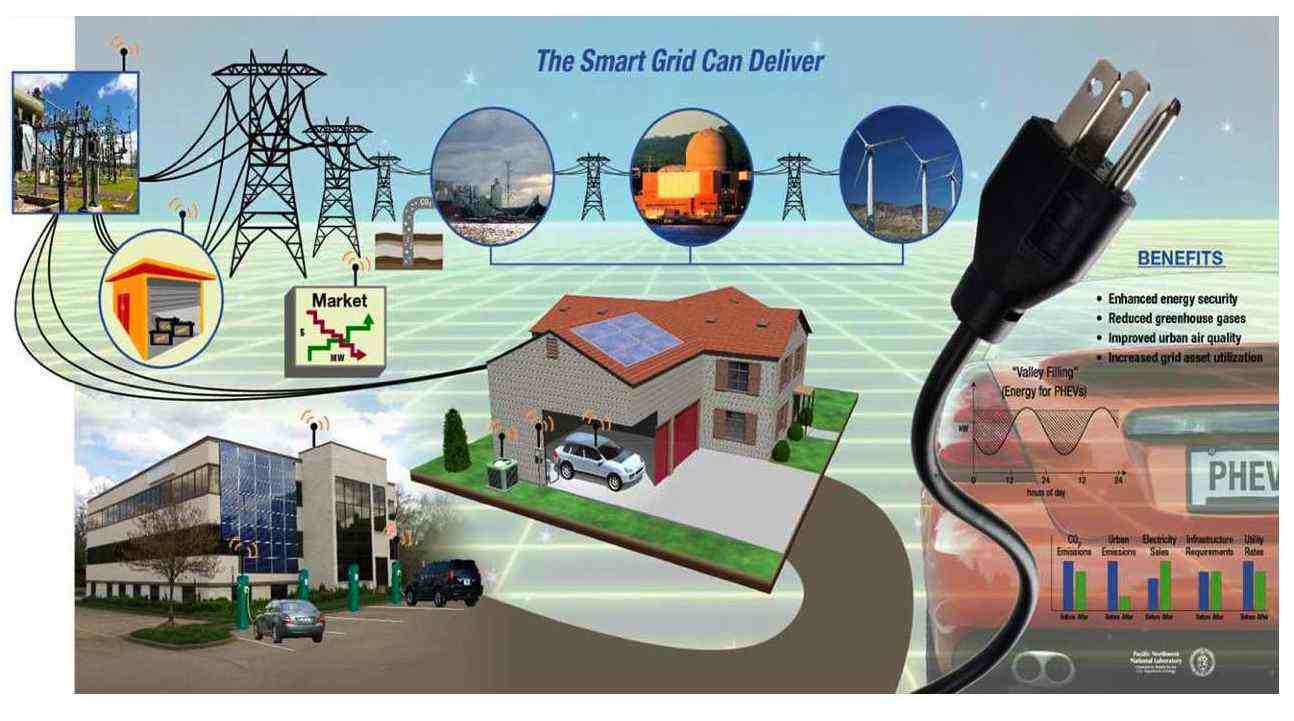 The Smart Grid Can Deliver
CO₂
Market
$
MW
BENEFITS
• Enhanced energy security
• Reduced greenhouse gases
• Improved urban air quality
• Increased grid asset utilization
"Valley Filling"
(Energy for PHEVs)
kW
0 12 24 12 24
hours of day
PHEV
CO₂ Urban Electricity Infrastructure Utility
Emissions Emissions Sales Requirements Rates
Before After Before After Before After Before After Before After
Pacific Northwest
National Laboratory